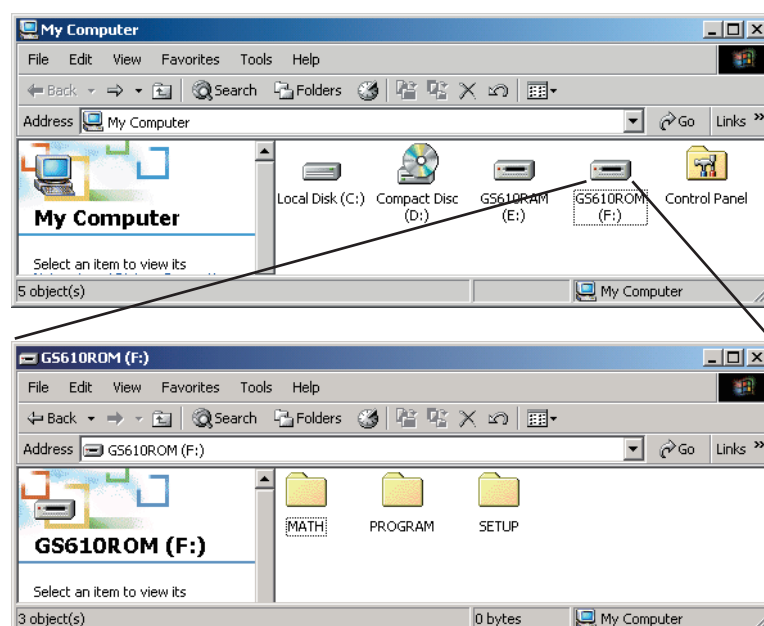 My Computer
File Edit View Favorites Tools Help
Back Search Folders
Address My Computer Go Links »
My Computer
Select an item to view its
Local Disk (C:) Compact Disc (D:) GS610RAM (E:) GS610ROM (F:) Control Panel
5 object(s) My Computer
GS610ROM (F:)
File Edit View Favorites Tools Help
Back Search Folders
Address GS610ROM (F:) Go Links »
GS610ROM (F:)
Select an item to view its
MATH PROGRAM SETUP
3 object(s) 0 bytes My Computer